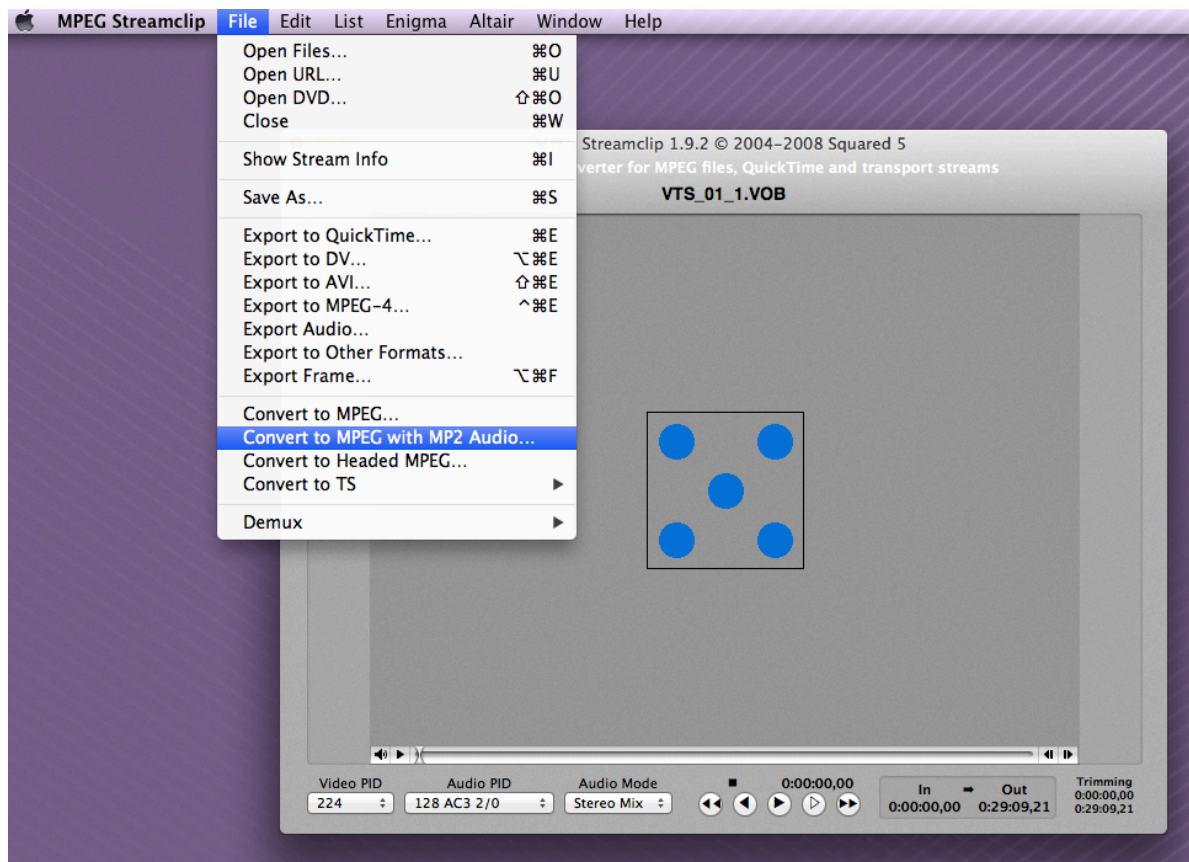 MPEG Streamclip File Edit List Enigma Altair Window Help
Open Files... ⌘O
Open URL... ⌘U
Open DVD... ⇧⌘O
Close ⌘W
Show Stream Info ⌘I
Save As... ⌘S
Export to QuickTime... ⌘E
Export to DV... ⌥⌘E
Export to AVI... ⇧⌘E
Export to MPEG-4... ^⌘E
Export Audio...
Export to Other Formats...
Export Frame... ⌥⌘F
Convert to MPEG...
Convert to MPEG with MP2 Audio...
Convert to Headed MPEG...
Convert to TS
Demux
Streamclip 1.9.2 © 2004-2008 Squared 5
for MPEG files, QuickTime and transport streams
VTS_01_1.VOB
Video PID Audio PID Audio Mode
224 128 AC3 2/0 Stereo Mix
0:00:00,00
In ➡ Out
0:00:00,00 0:29:09,21
Trimming
0:00:00,00
0:29:09,21